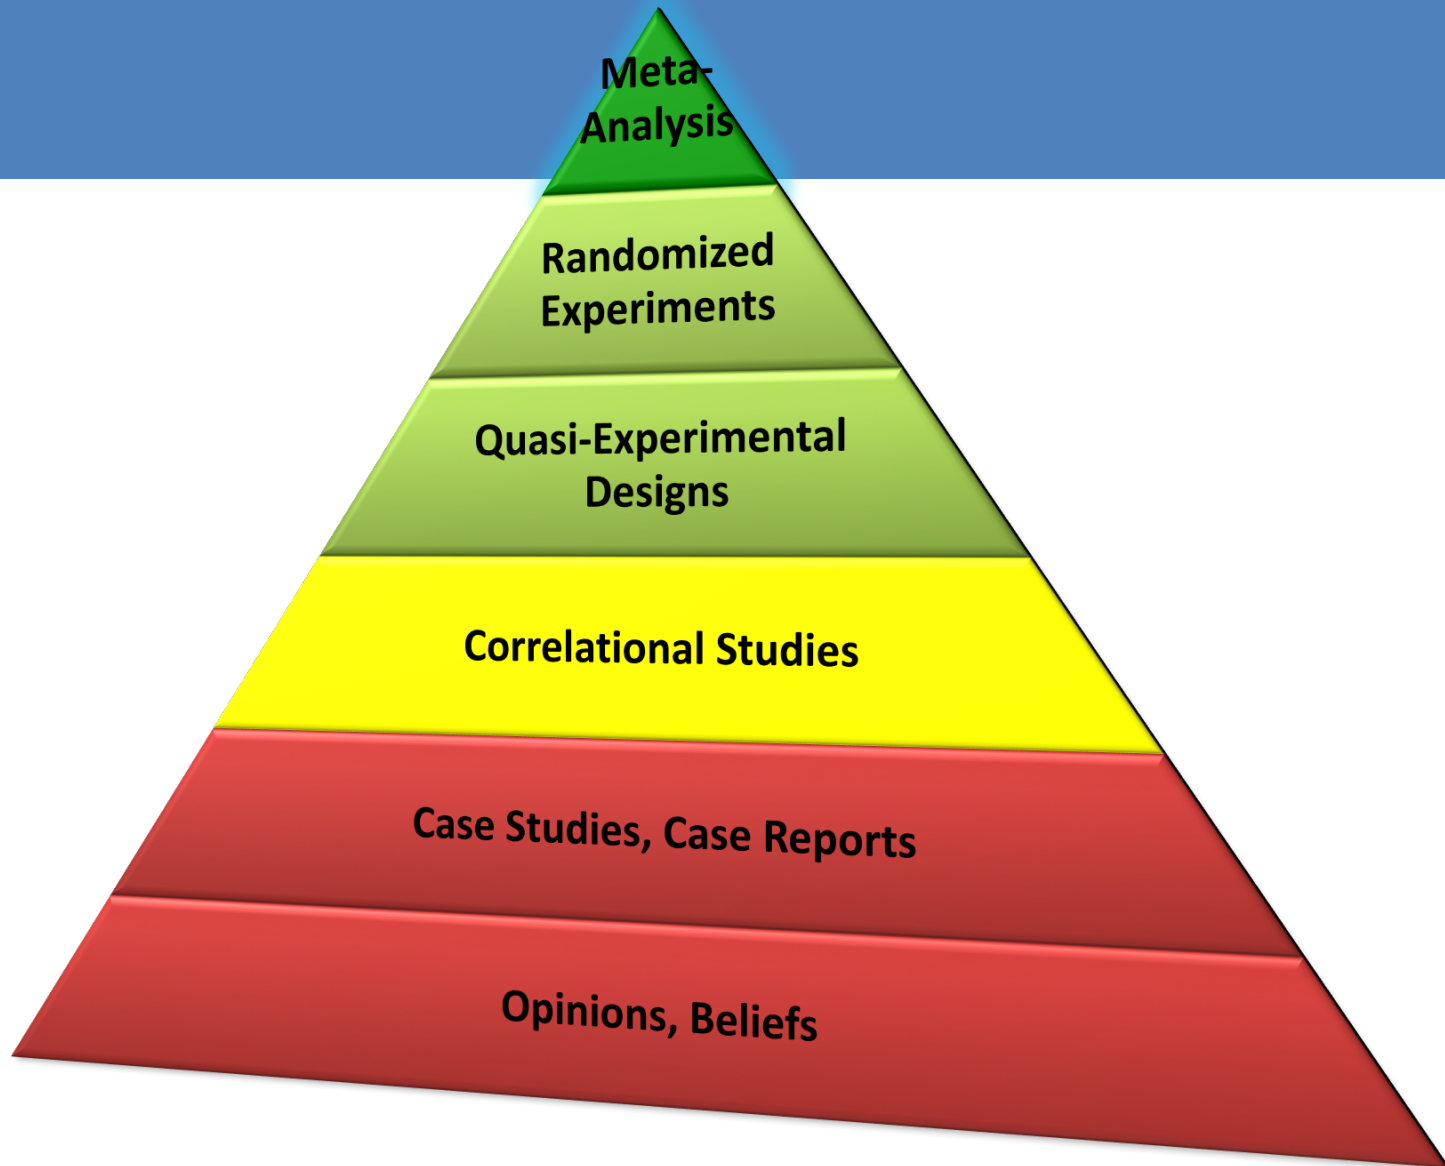 Meta-
Analysis
Randomized
Experiments
Quasi-Experimental
Designs
Correlational Studies
Case Studies, Case Reports
Opinions, Beliefs